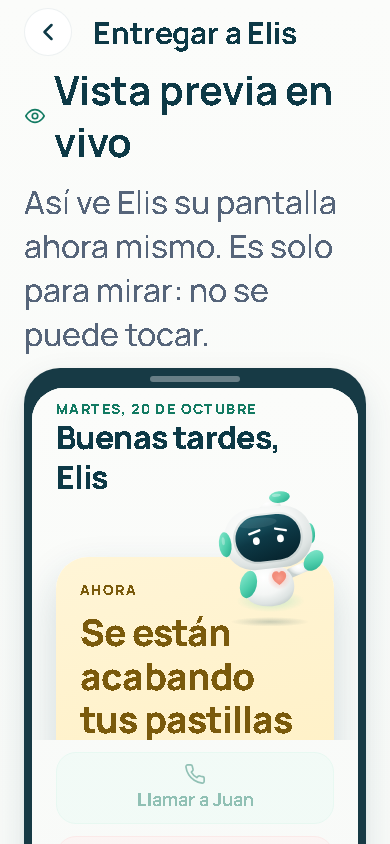 Entregar a Elis
Vista previa en
vivo
Así ve Elis su pantalla
ahora mismo. Es solo
para mirar: no se
puede tocar.
MARTES, 20 DE OCTUBRE
Buenas tardes,
Elis
AHORA
Se están
acabando
tus pastillas
Llamar a Juan